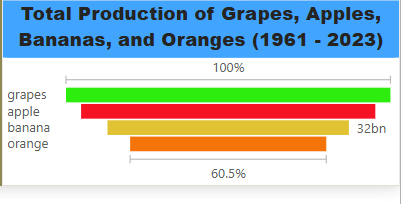 Total Production of Grapes, Apples,
Bananas, and Oranges (1961 - 2023)
100%
grapes
apple
banana
32bn
orange
60.5%